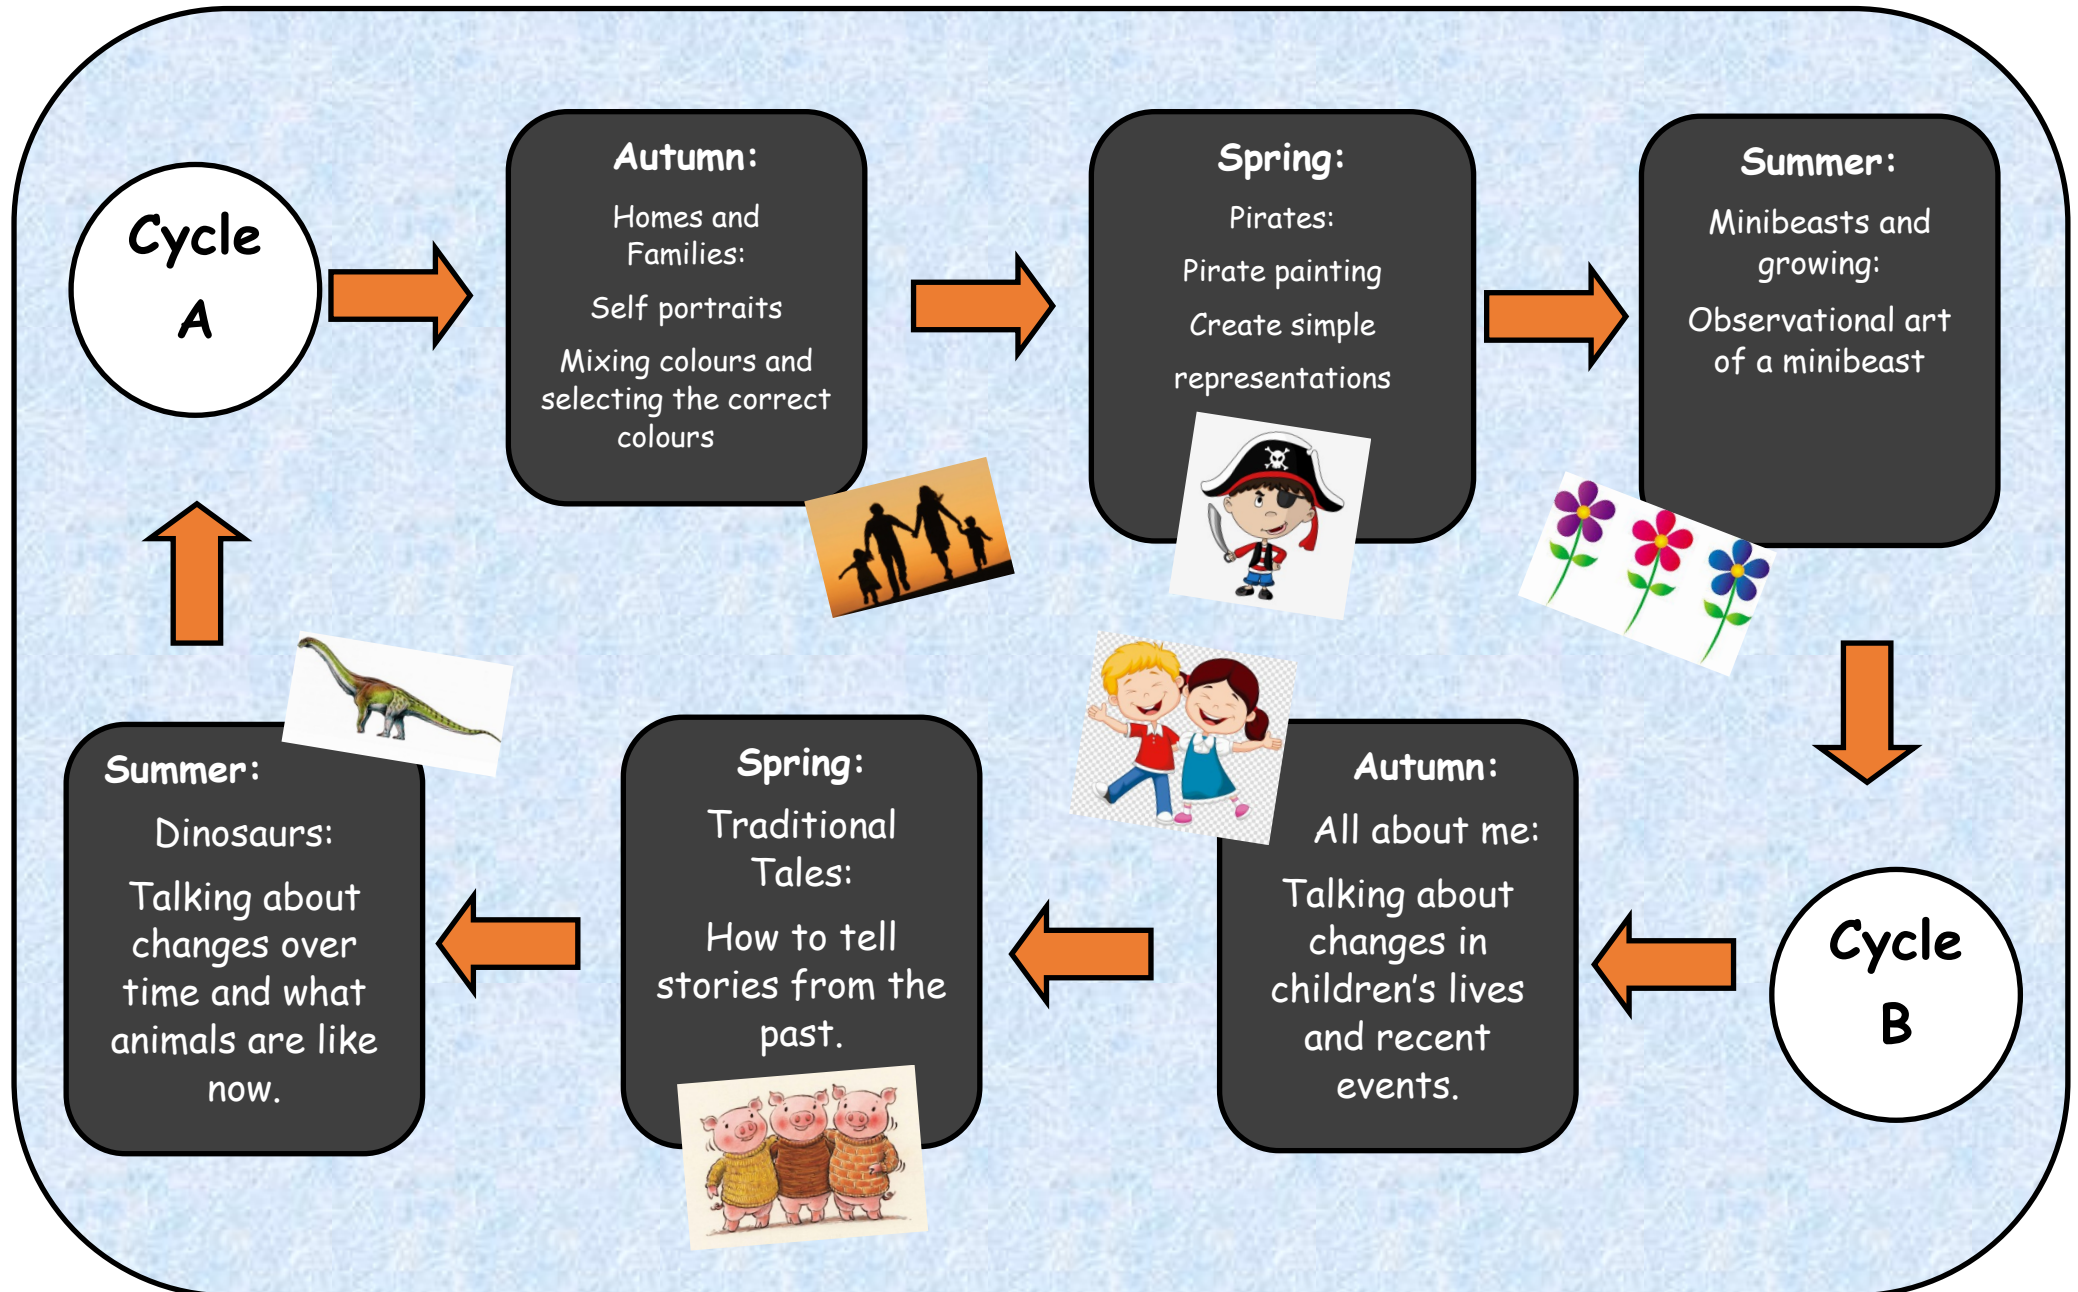 Cycle
A
Autumn:
Homes and
Families:
Self portraits
Mixing colours and
selecting the correct
colours
Spring:
Pirates:
Pirate painting
Create simple
representations
Summer:
Minibeasts and
growing:
Observational art
of a minibeast
Cycle
B
Autumn:
All about me:
Talking about
changes in
children's lives
and recent
events.
Spring:
Traditional
Tales:
How to tell
stories from the
past.
Summer:
Dinosaurs:
Talking about
changes over
time and what
animals are like
now.